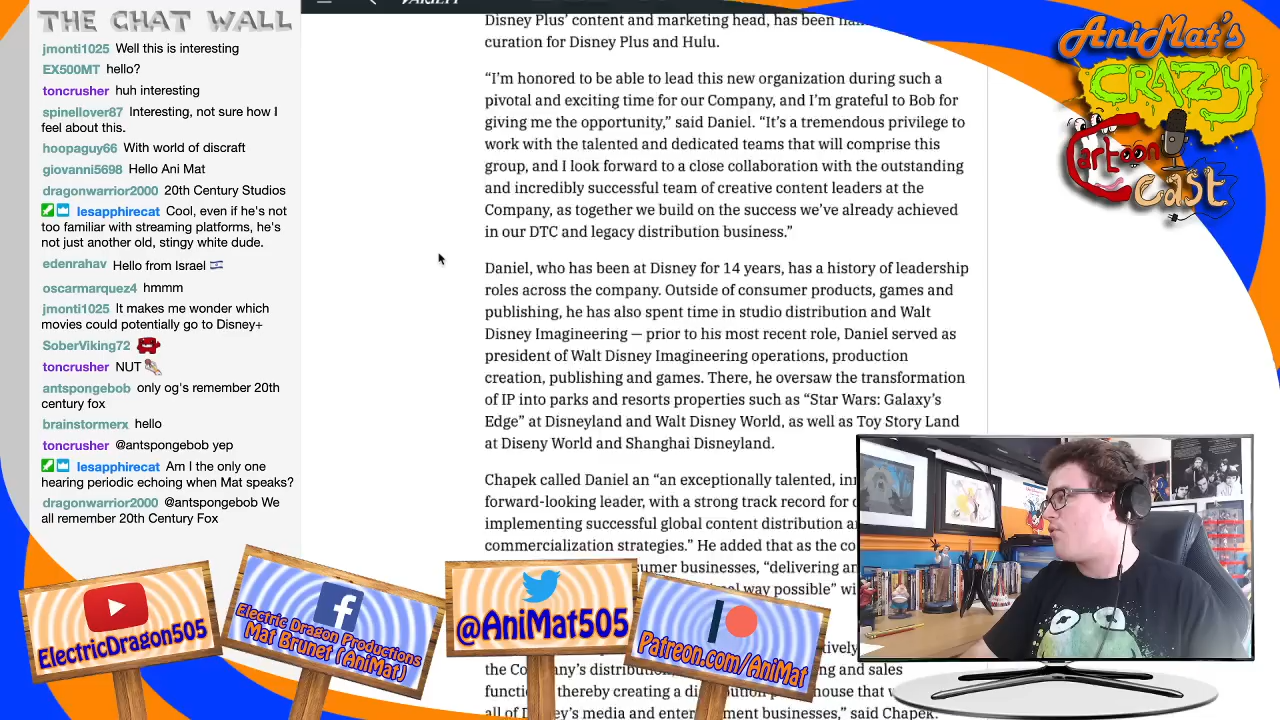 THE CHAT WALL
jmonti1025 Well this is interesting
EX500MT hello?
toncrusher huh interesting
spinellover87 Interesting, not sure how I
feel about this.
hoopaguy66 With world of discraft
giovanni5698 Hello Ani Mat
dragonwarrior2000 20th Century Studios
lesapphirecat Cool, even if he's not
too familiar with streaming platforms, he's
not just another old, stingy white dude.
edenrahav Hello from Israel
oscarmarquez4 hmmm
jmonti1025 It makes me wonder which
movies could potentially go to Disney+
SoberViking72
toncrusher NUT
antspongebob only og's remember 20th
century fox
brainstormerx hello
toncrusher @antspongebob yep
lesapphirecat Am I the only one
hearing periodic echoing when Mat speaks?
dragonwarrior2000 @antspongebob We
all remember 20th Century Fox
Disney Plus' content and marketing head, has been
curation for Disney Plus and Hulu.
“I'm honored to be able to lead this new organization during such a
pivotal and exciting time for our Company, and I'm grateful to Bob for
giving me the opportunity,” said Daniel. “It's a tremendous privilege to
work with the talented and dedicated teams that will comprise this
group, and I look forward to a close collaboration with the outstanding
and incredibly successful team of creative content leaders at the
Company, as together we build on the success we've already achieved
in our DTC and legacy distribution business.”
Daniel, who has been at Disney for 14 years, has a history of leadership
roles across the company. Outside of consumer products, games and
publishing, he has also spent time in studio distribution and Walt
Disney Imagineering — prior to his most recent role, Daniel served as
president of Walt Disney Imagineering operations, production
creation, publishing and games. There, he oversaw the transformation
of IP into parks and resorts properties such as “Star Wars: Galaxy's
Edge” at Disneyland and Walt Disney World, as well as Toy Story Land
at Diseny World and Shanghai Disneyland.
Chapek called Daniel an “an exceptionally talented,
forward-looking leader, with a strong track record for
implementing successful global content distribution
commercialization strategies.” He added that as the
businesses, “delivering
way possible”
the distribution and sales
thereby creating a house that
all of media and entertainment businesses,” said Chapek.
AniMat's
CRAZY
Cartoon
Cast
ElectricDragon505
Electric Dragon Productions
Mat Brunet (AniMat)
@AniMat505
Patreon.com/AniMat